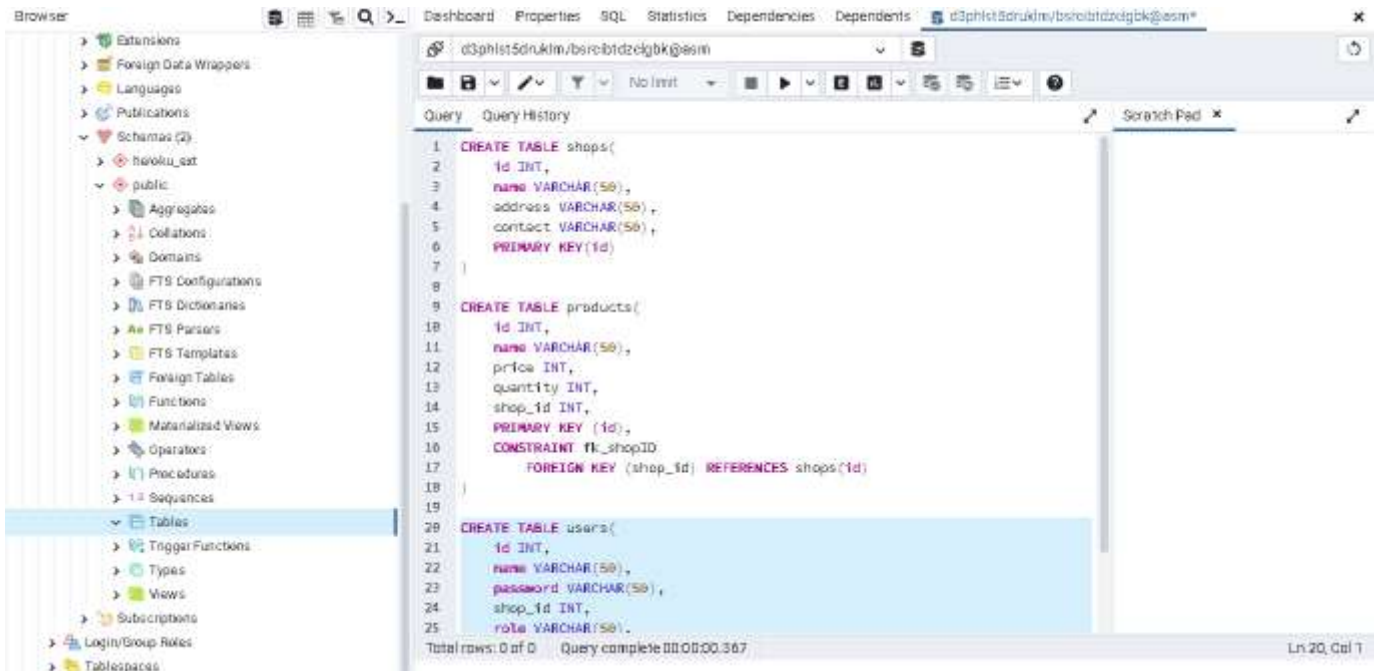 Browser
Dashboard Properties SQL Statistics Dependencies Dependents
Extensions
Foreign Data Wrappers
Languages
Publications
Schemas (2)
heroku_ext
public
Aggregates
Collations
Domains
FTS Configurations
FTS Dictionaries
FTS Parsers
FTS Templates
Foreign Tables
Functions
Materialized Views
Operators
Procedures
Sequences
Tables
Trigger Functions
Types
Views
Subscriptions
Login/Group Roles
Tablespaces
No limit
Query Query History
Scratch Pad
1 CREATE TABLE shops(
2 id INT,
3 name VARCHAR(50),
4 address VARCHAR(50),
5 contact VARCHAR(50),
6 PRIMARY KEY(id)
7 )
8
9 CREATE TABLE products(
10 id INT,
11 name VARCHAR(50),
12 price INT,
13 quantity INT,
14 shop_id INT,
15 PRIMARY KEY (id),
16 CONSTRAINT fk_shopID
17 FOREIGN KEY (shop_id) REFERENCES shops(id)
18 )
19
20 CREATE TABLE users(
21 id INT,
22 name VARCHAR(50),
23 password VARCHAR(50),
24 shop_id INT,
25 role VARCHAR(50),
Total rows: 0 of 0 Query complete 00:00:00.367
Ln 20, Col 1